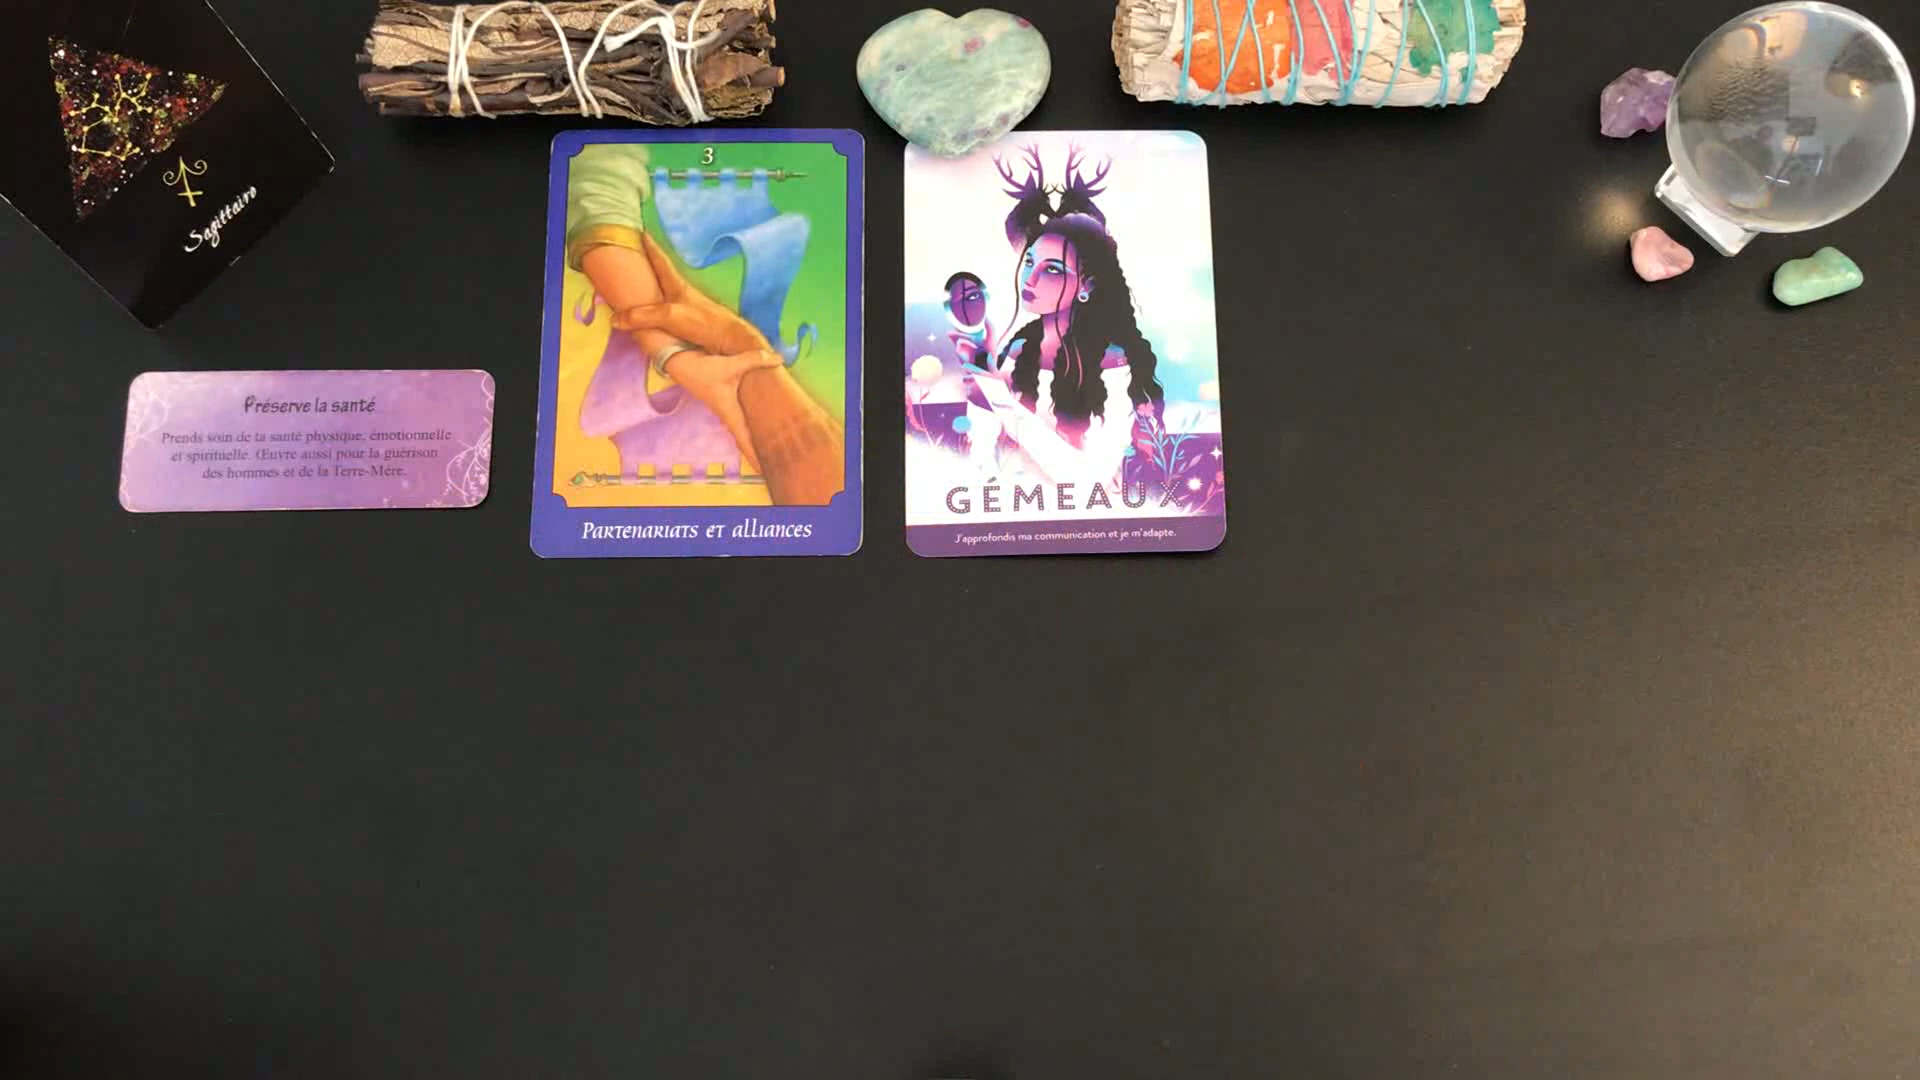 Sagittaire
Préserve la santé
Prends soin de ta santé physique, émotionnelle
et spirituelle. Œuvre aussi pour la guérison
des hommes et de la Terre-Mère.
3
Partenariats et alliances
GÉMEAUX
J'approfondis ma communication et je m'adapte.